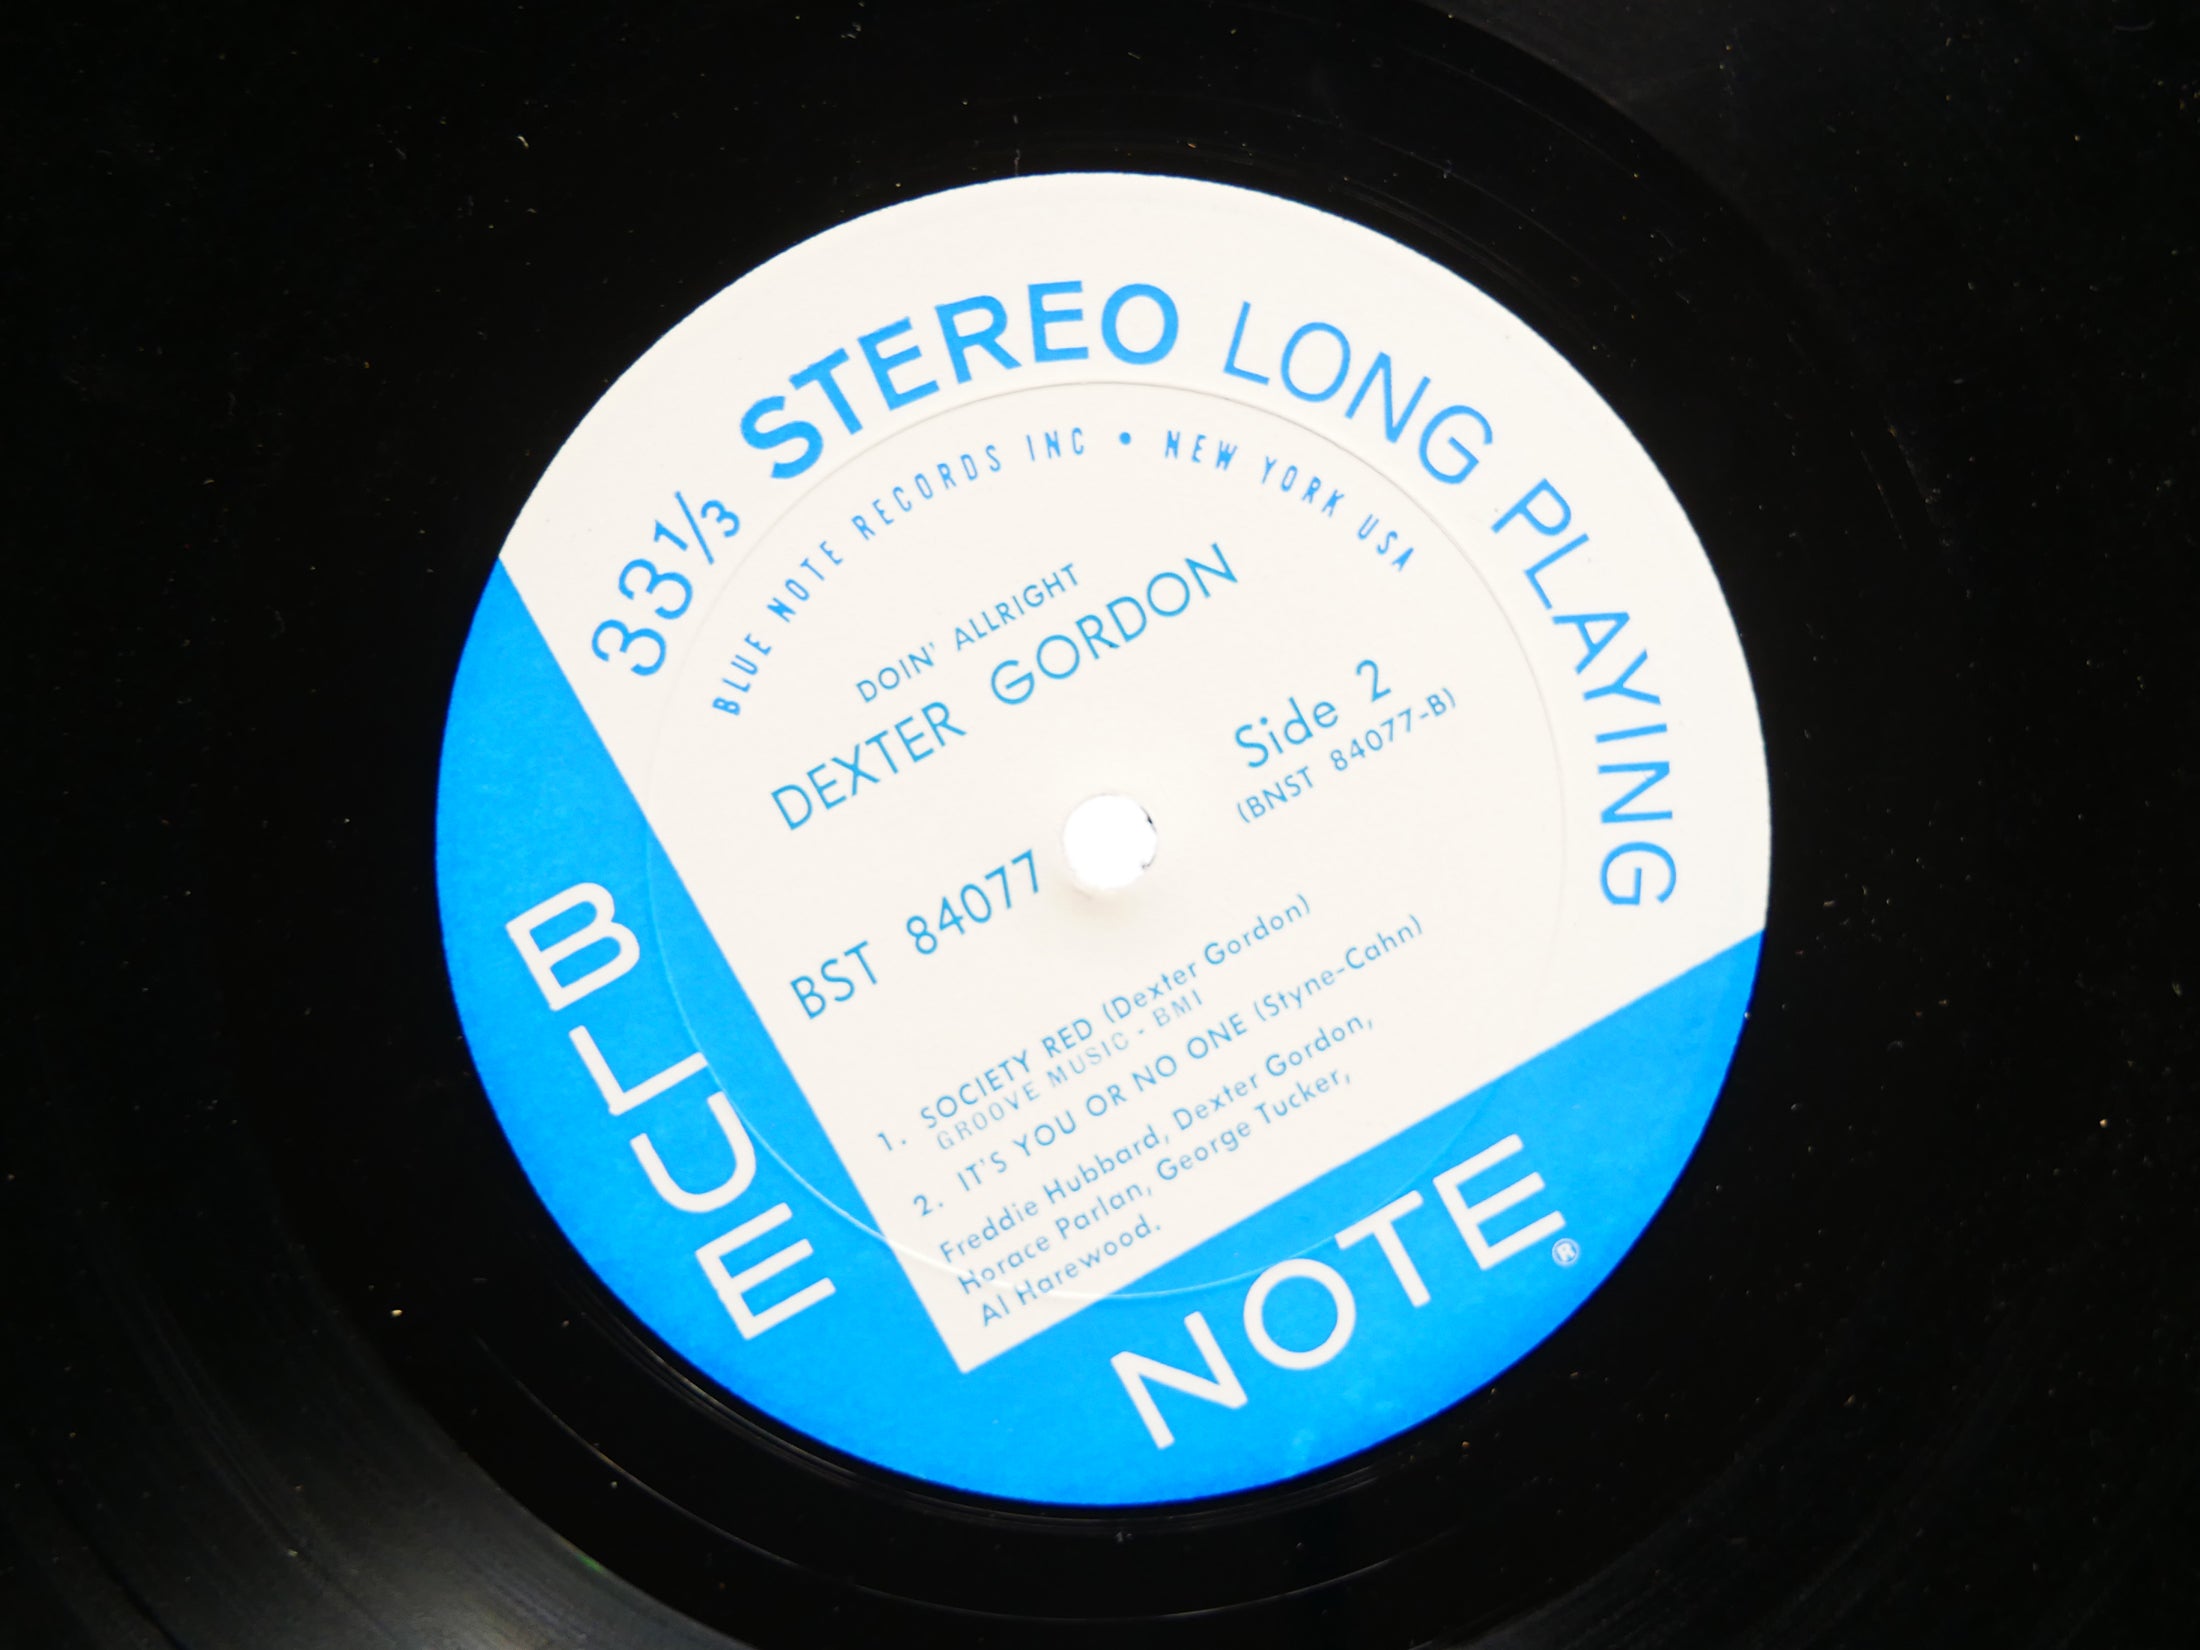 33⅓ STEREO LONG PLAYING
BLUE NOTE RECORDS INC • NEW YORK USA
DOIN' ALLRIGHT
DEXTER GORDON
Side 2
(BNST 84077-B)
BST 84077
1. SOCIETY RED (Dexter Gordon)
GROOVE MUSIC - BMI
2. IT'S YOU OR NO ONE (Styne-Cahn)
Freddie Hubbard, Dexter Gordon,
Horace Parlan, George Tucker,
Al Harewood.
BLUE
NOTE®